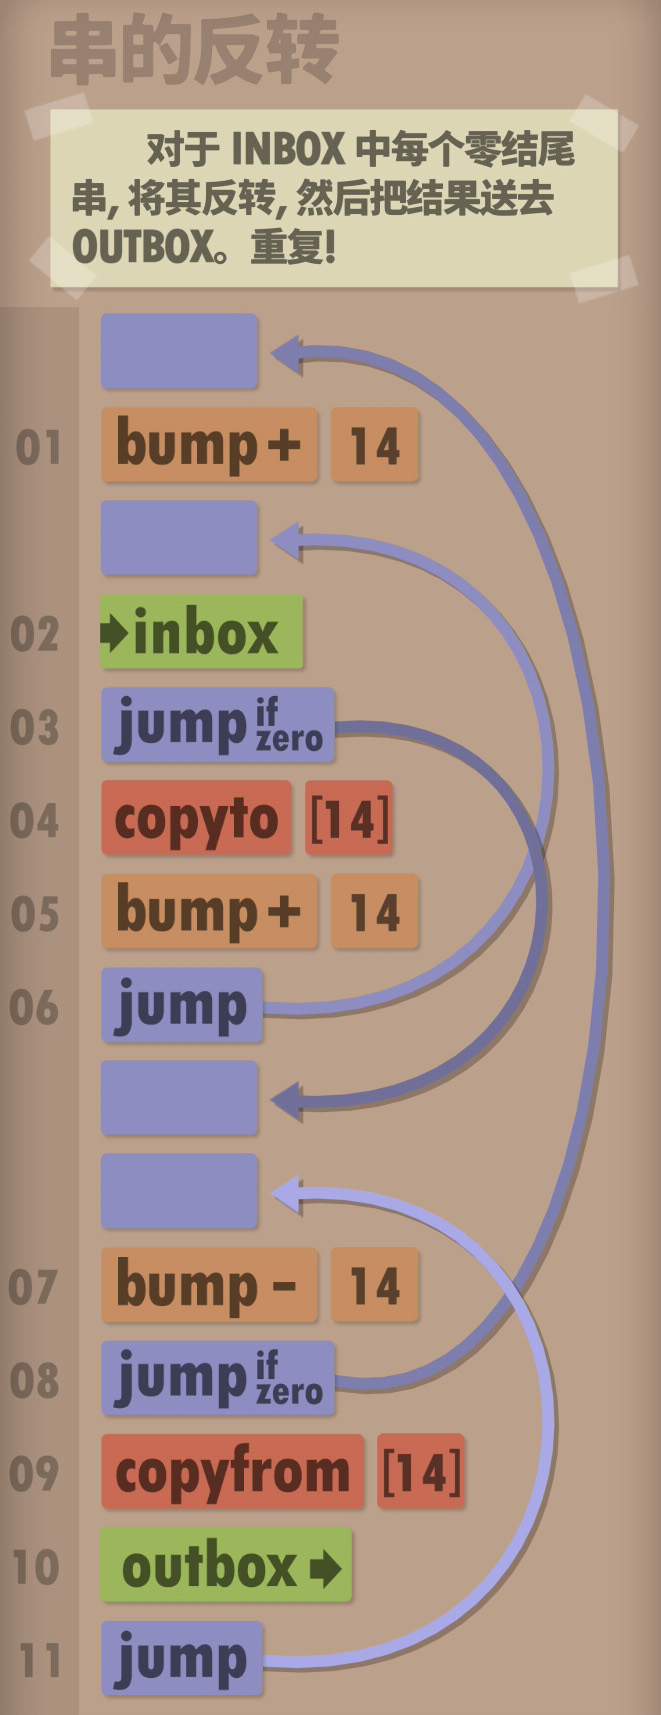 串的反转
对于 INBOX 中每个零结尾
串, 将其反转, 然后把结果送去
OUTBOX。重复!
01 bump + 14
02 inbox
03 jump if zero
04 copyto [14]
05 bump + 14
06 jump
07 bump - 14
08 jump if zero
09 copyfrom [14]
10 outbox
11 jump